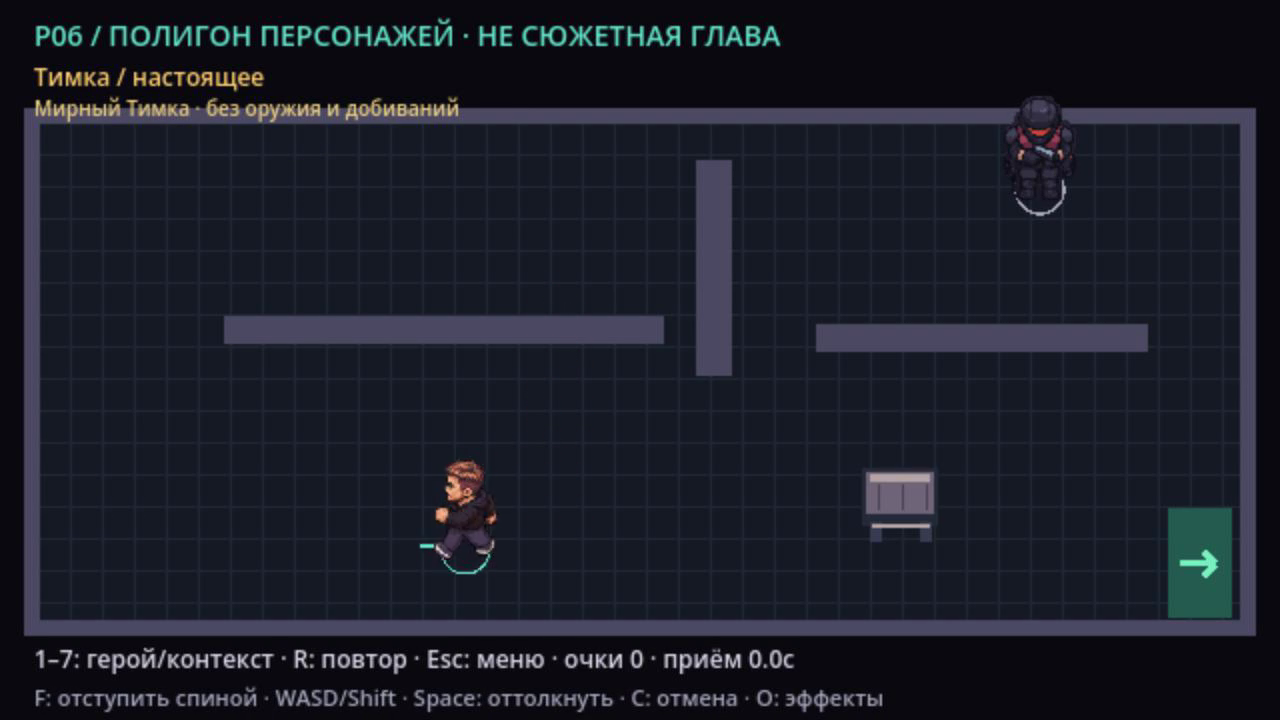 P06 / ПОЛИГОН ПЕРСОНАЖЕЙ · НЕ СЮЖЕТНАЯ ГЛАВА
Тимка / настоящее
Мирный Тимка · без оружия и добиваний
→
1–7: герой/контекст · R: повтор · Esc: меню · очки 0 · приём 0.0с
F: отступить спиной · WASD/Shift · Space: оттолкнуть · C: отмена · O: эффекты